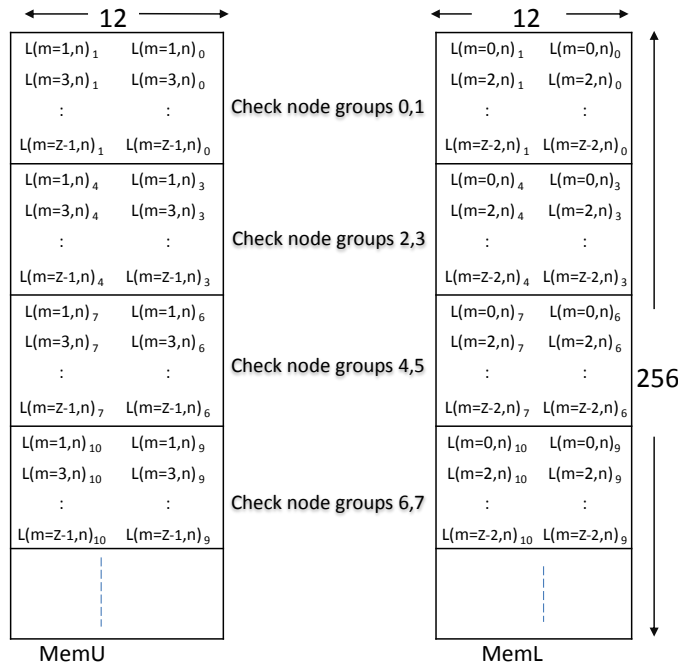 12 12
L(m=1,n)₁ L(m=1,n)₀ L(m=0,n)₁ L(m=0,n)₀
L(m=3,n)₁ L(m=3,n)₀ L(m=2,n)₁ L(m=2,n)₀
: : Check node groups 0,1 : :
L(m=Z-1,n)₁ L(m=Z-1,n)₀ L(m=Z-2,n)₁ L(m=Z-2,n)₀
L(m=1,n)₄ L(m=1,n)₃ L(m=0,n)₄ L(m=0,n)₃
L(m=3,n)₄ L(m=3,n)₃ L(m=2,n)₄ L(m=2,n)₃
: : Check node groups 2,3 : :
L(m=Z-1,n)₄ L(m=Z-1,n)₃ L(m=Z-2,n)₄ L(m=Z-2,n)₃
L(m=1,n)₇ L(m=1,n)₆ L(m=0,n)₇ L(m=0,n)₆
L(m=3,n)₇ L(m=3,n)₆ L(m=2,n)₇ L(m=2,n)₆
: : Check node groups 4,5 : : 256
L(m=Z-1,n)₇ L(m=Z-1,n)₆ L(m=Z-2,n)₇ L(m=Z-2,n)₆
L(m=1,n)₁₀ L(m=1,n)₉ L(m=0,n)₁₀ L(m=0,n)₉
L(m=3,n)₁₀ L(m=3,n)₉ L(m=2,n)₁₀ L(m=2,n)₉
: : Check node groups 6,7 : :
L(m=Z-1,n)₁₀ L(m=Z-1,n)₉ L(m=Z-2,n)₁₀ L(m=Z-2,n)₉
MemU MemL